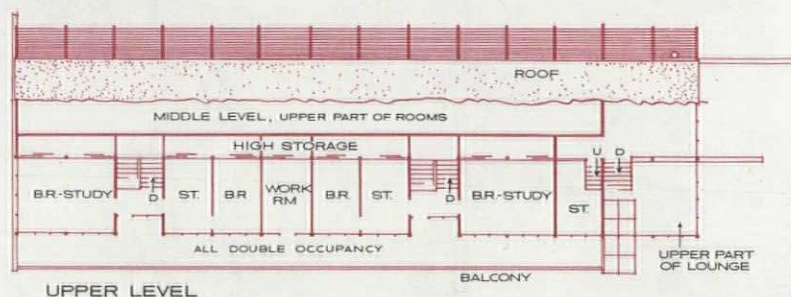 ROOF
MIDDLE LEVEL, UPPER PART OF ROOMS
HIGH STORAGE
U D
B.R.-STUDY
D
ST.
B.R.
WORK
RM
B.R.
ST.
D
B.R.-STUDY
ST.
ALL DOUBLE OCCUPANCY
UPPER PART
OF LOUNGE
BALCONY
UPPER LEVEL